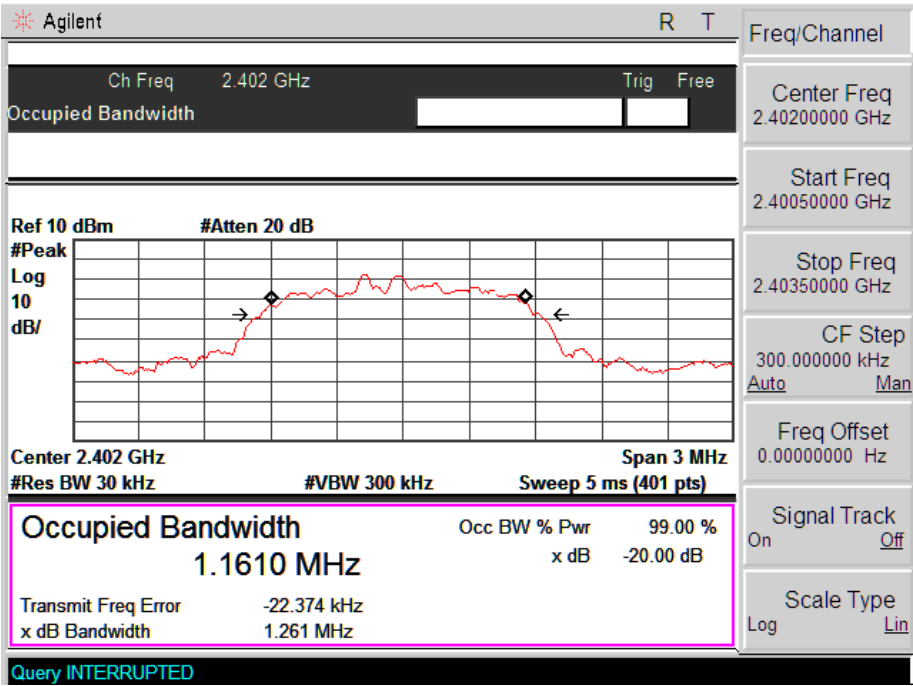 Agilent R T
Ch Freq 2.402 GHz Trig Free
Occupied Bandwidth
Ref 10 dBm #Atten 20 dB
#Peak
Log
10
dB/
Center 2.402 GHz Span 3 MHz
#Res BW 30 kHz #VBW 300 kHz Sweep 5 ms (401 pts)
Occupied Bandwidth Occ BW % Pwr 99.00 %
1.1610 MHz x dB -20.00 dB
Transmit Freq Error -22.374 kHz
x dB Bandwidth 1.261 MHz
Query INTERRUPTED
Freq/Channel
Center Freq
2.40200000 GHz
Start Freq
2.40050000 GHz
Stop Freq
2.40350000 GHz
CF Step
300.000000 kHz
Auto Man
Freq Offset
0.00000000 Hz
Signal Track
On Off
Scale Type
Log Lin